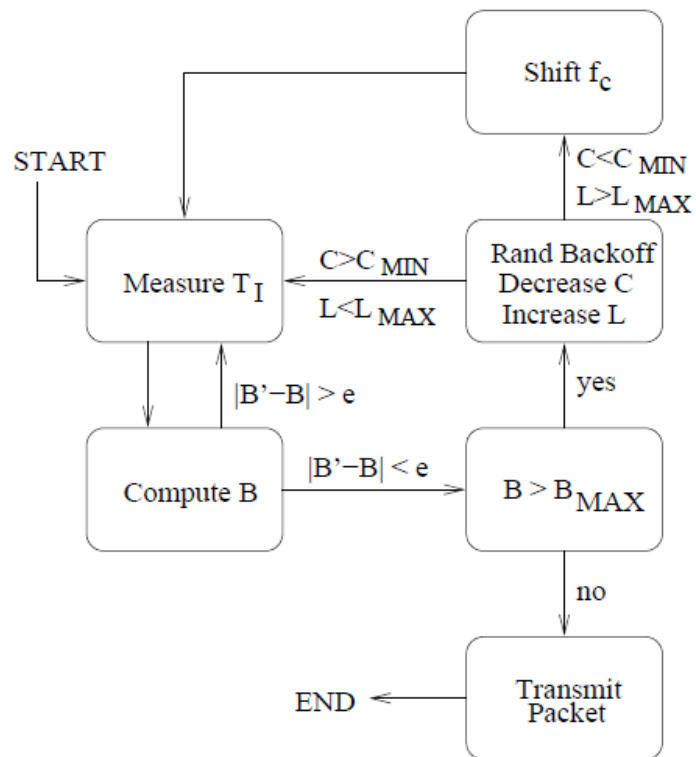 Shift f_c
START
C<C_MIN
L>L_MAX
Measure T_I
C>C_MIN
L<L_MAX
Rand Backoff
Decrease C
Increase L
|B’−B| > e
yes
Compute B
|B’−B| < e
B > B_MAX
no
END
Transmit
Packet